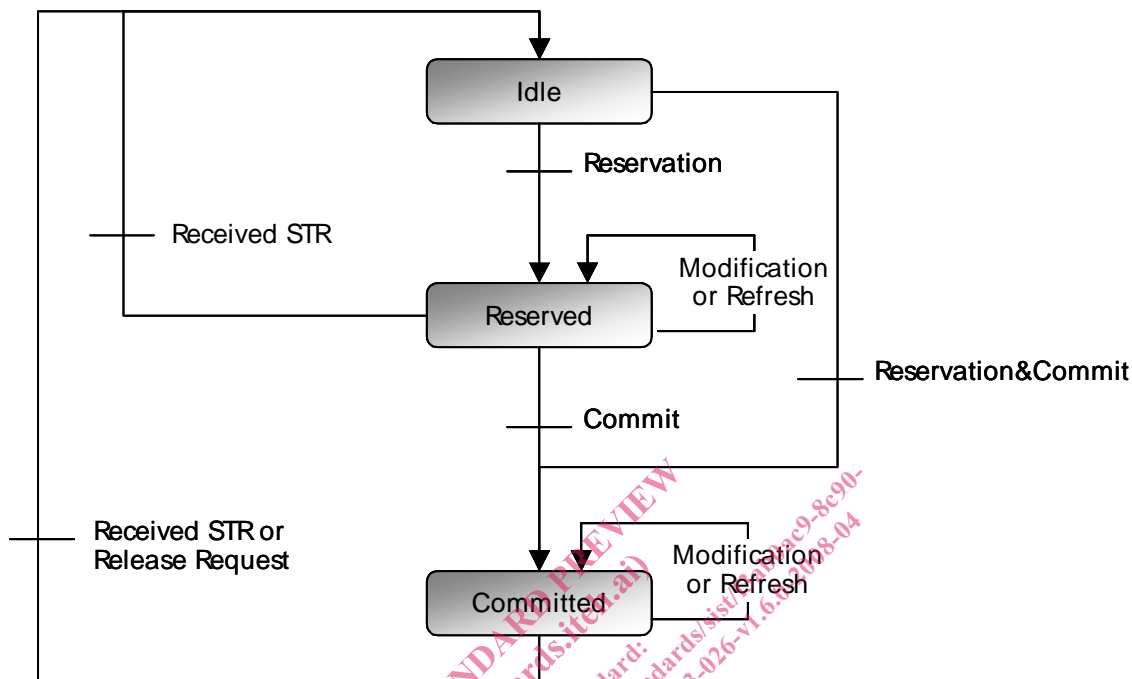 Idle
Reservation
Received STR
Modification
or Refresh
Reserved
Reservation&Commit
Commit
Received STR or
Release Request
Modification
or Refresh
Committed